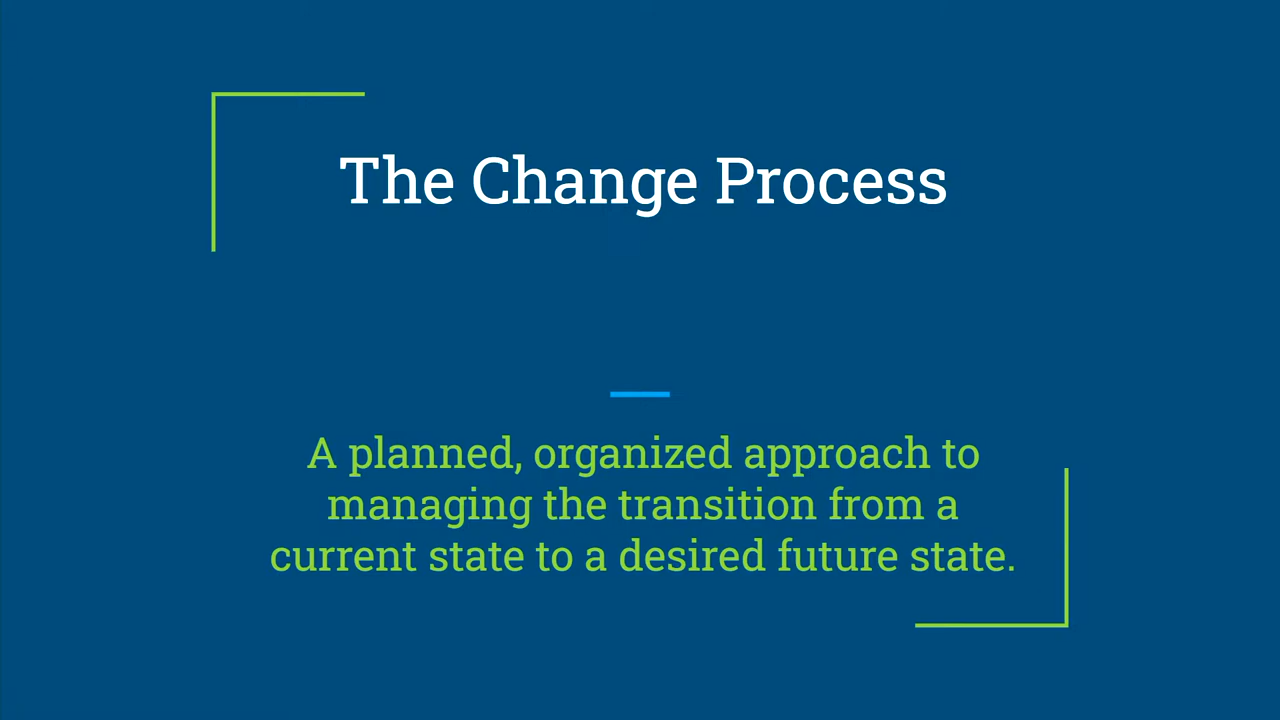 The Change Process
A planned, organized approach to
managing the transition from a
current state to a desired future state.